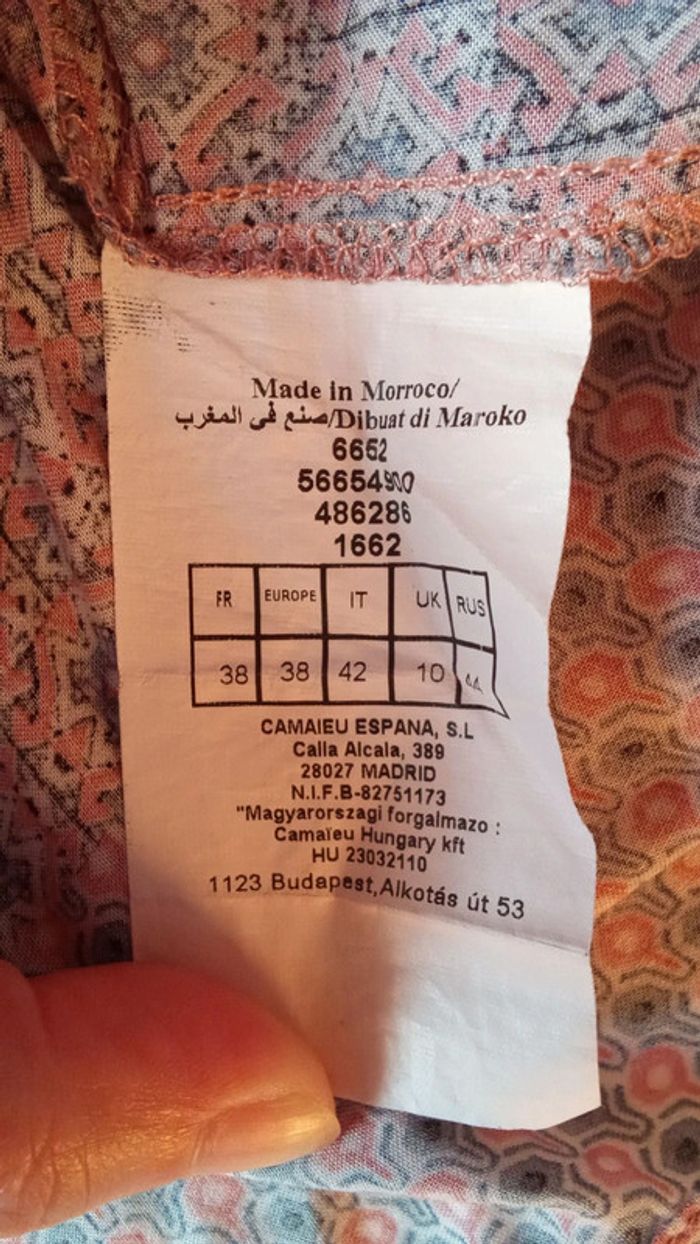 Made in Morroco/
صنع في المغرب/Dibuat di Maroko
6652
56654900
486286
1662
FR EUROPE IT UK RUS
38 38 42 10 44
CAMAIEU ESPANA, S.L
Calla Alcala, 389
28027 MADRID
N.I.F.B-82751173
"Magyarorszagi forgalmazo :
Camaïeu Hungary kft
HU 23032110
1123 Budapest,Alkotás út 53